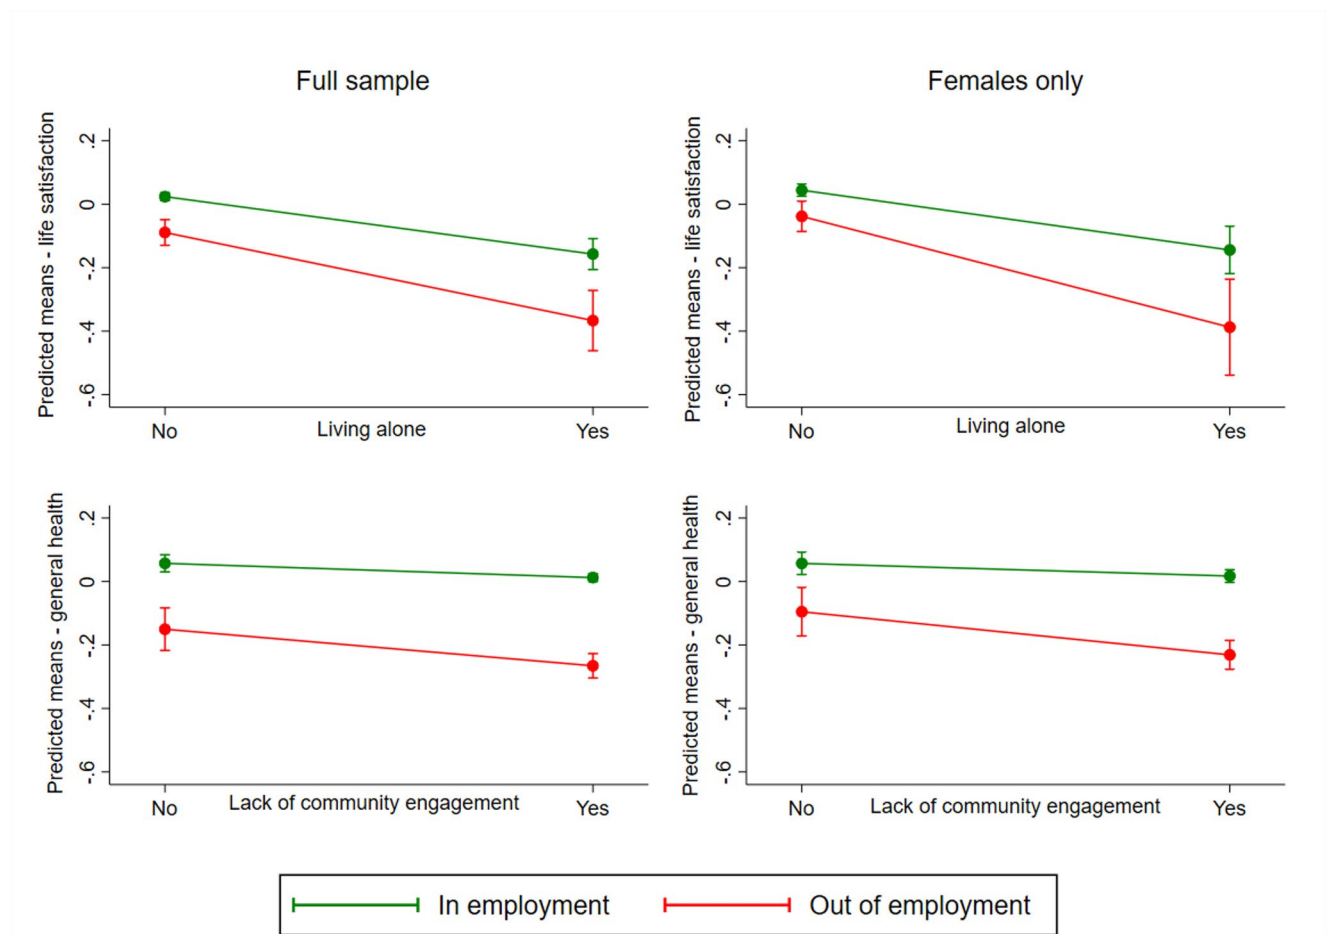 Full sample
Females only
Predicted means - life satisfaction
.2
0
-.2
-.4
-.6
No
Living alone
Yes
Predicted means - life satisfaction
.2
0
-.2
-.4
-.6
No
Living alone
Yes
Predicted means - general health
.2
0
-.2
-.4
-.6
No
Lack of community engagement
Yes
Predicted means - general health
.2
0
-.2
-.4
-.6
No
Lack of community engagement
Yes
In employment
Out of employment